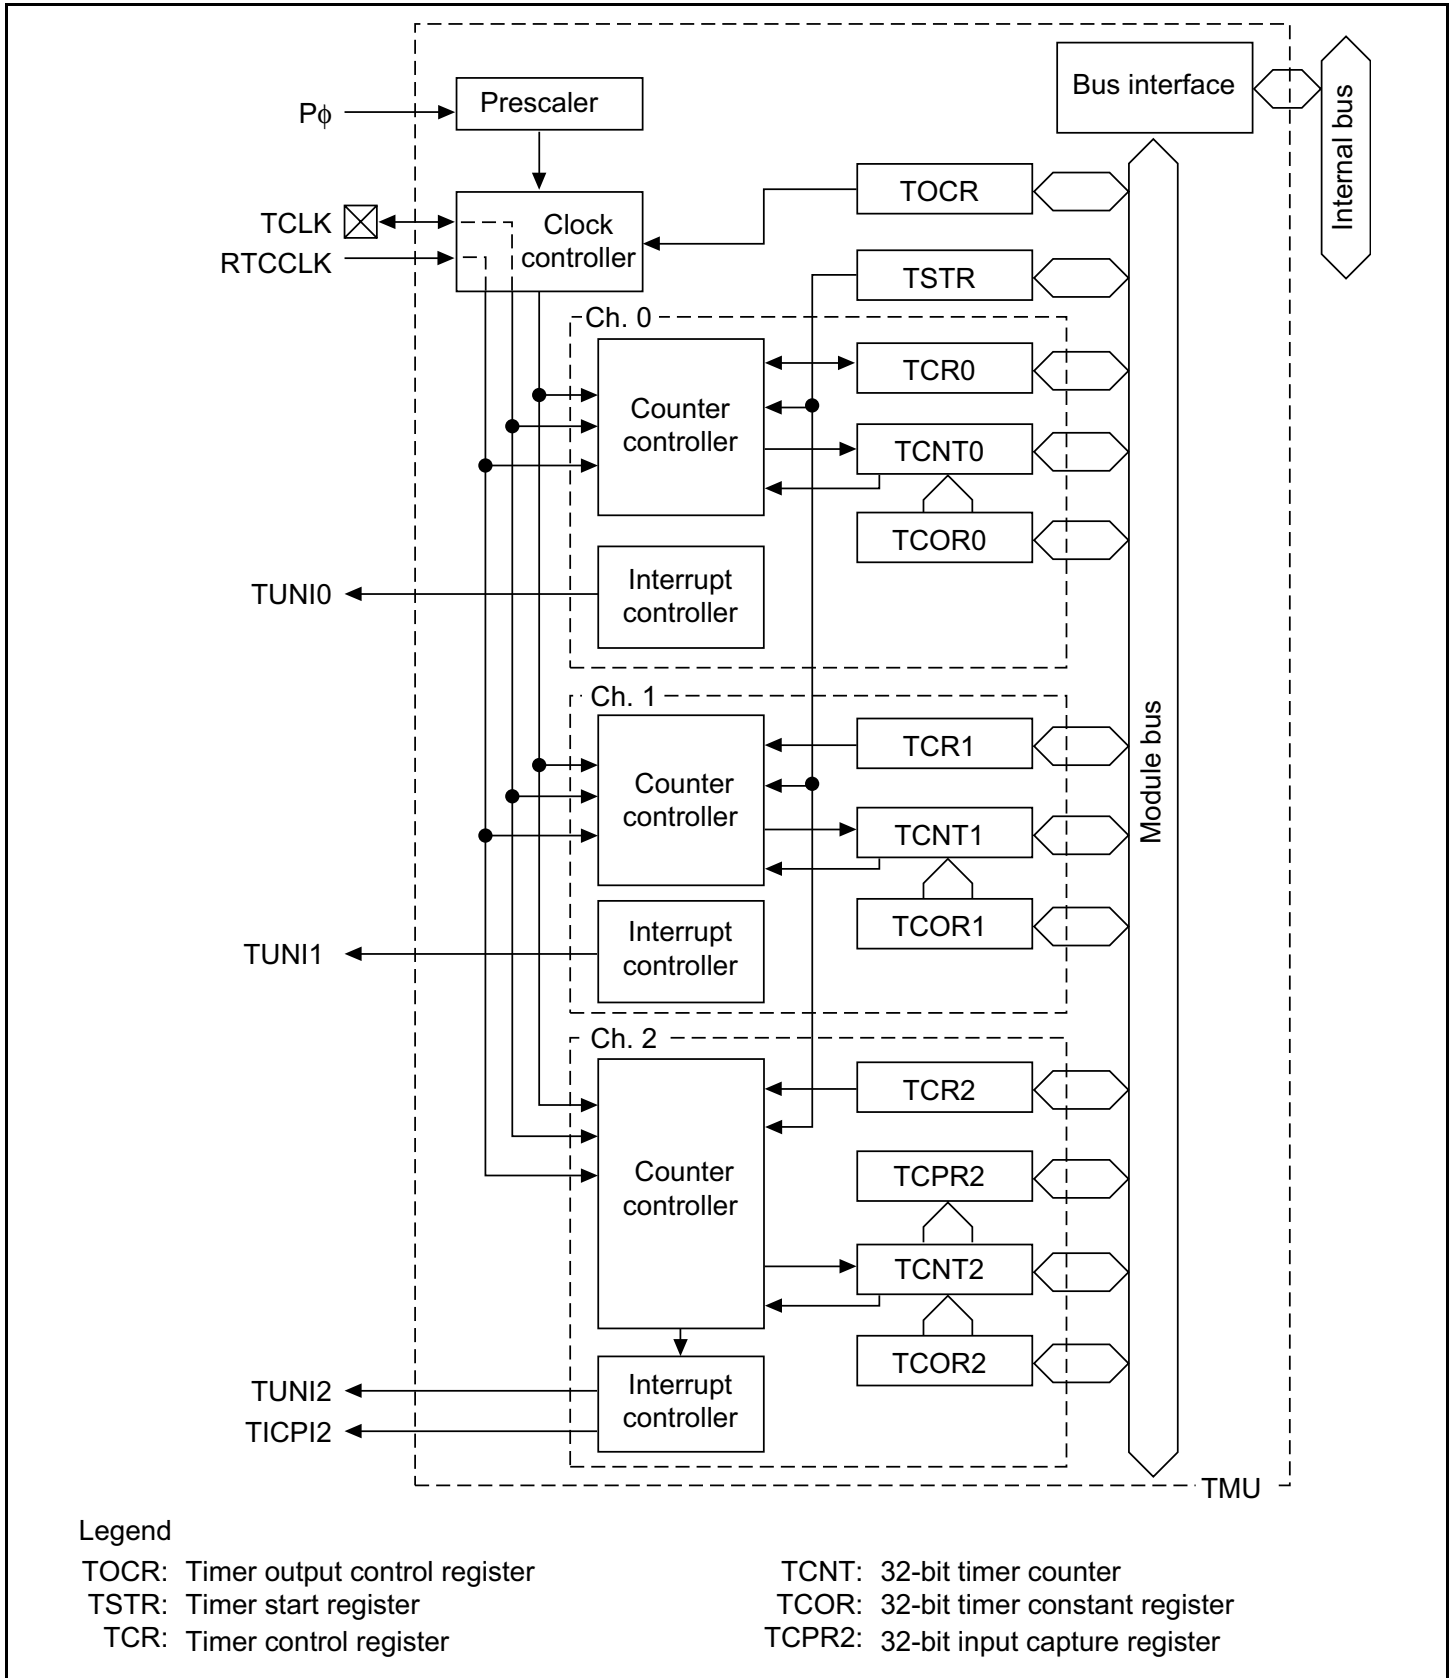 Bus interface
Internal bus
Pϕ
Prescaler
TOCR
TCLK
Clock
controller
RTCCLK
TSTR
Ch. 0
TCR0
Counter
controller
TCNT0
TCOR0
TUNI0
Interrupt
controller
Ch. 1
Module bus
TCR1
Counter
controller
TCNT1
TCOR1
TUNI1
Interrupt
controller
Ch. 2
TCR2
Counter
controller
TCPR2
TCNT2
TCOR2
TUNI2
TICPI2
Interrupt
controller
TMU
Legend
TOCR: Timer output control register
TSTR: Timer start register
TCR: Timer control register
TCNT: 32-bit timer counter
TCOR: 32-bit timer constant register
TCPR2: 32-bit input capture register